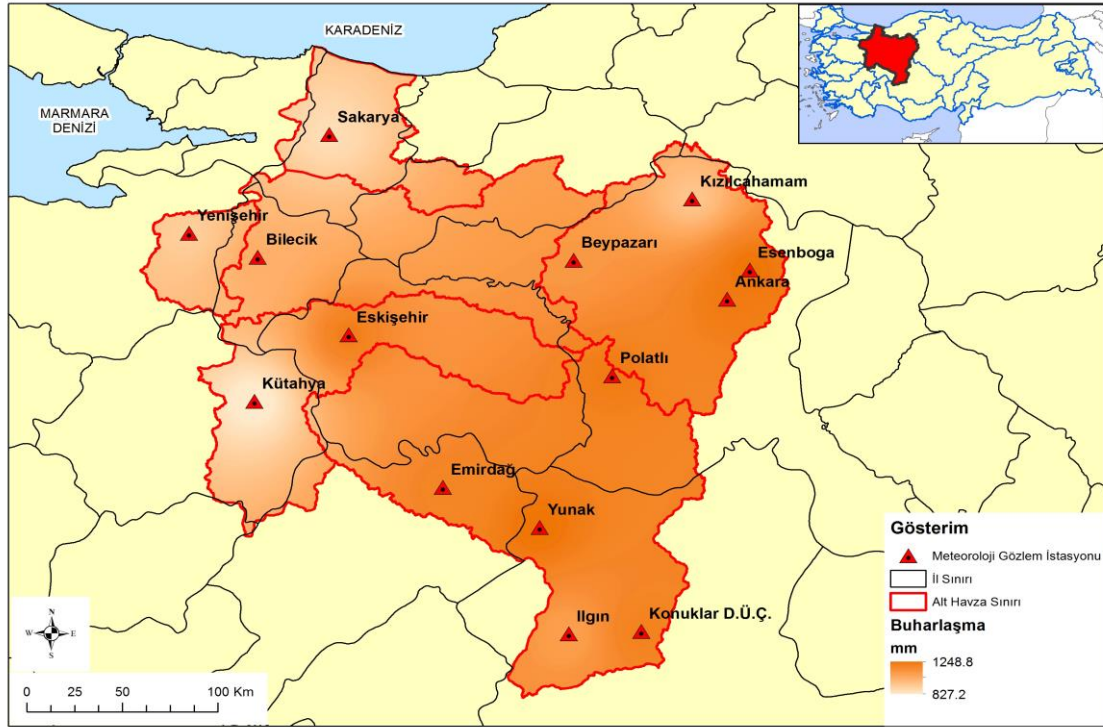 KARADENİZ
MARMARA
DENİZİ
Sakarya
Kızılcahamam
Yenişehir
Bilecik
Beypazarı
Esenboga
Ankara
Eskişehir
Polatlı
Kütahya
Emirdağ
Yunak
Ilgın
Konuklar D.Ü.Ç.
Gösterim
Meteoroloji Gözlem İstasyonu
İl Sınırı
Alt Havza Sınırı
Buharlaşma
mm
1248.8
827.2
N
W E
S
0 25 50 100 Km